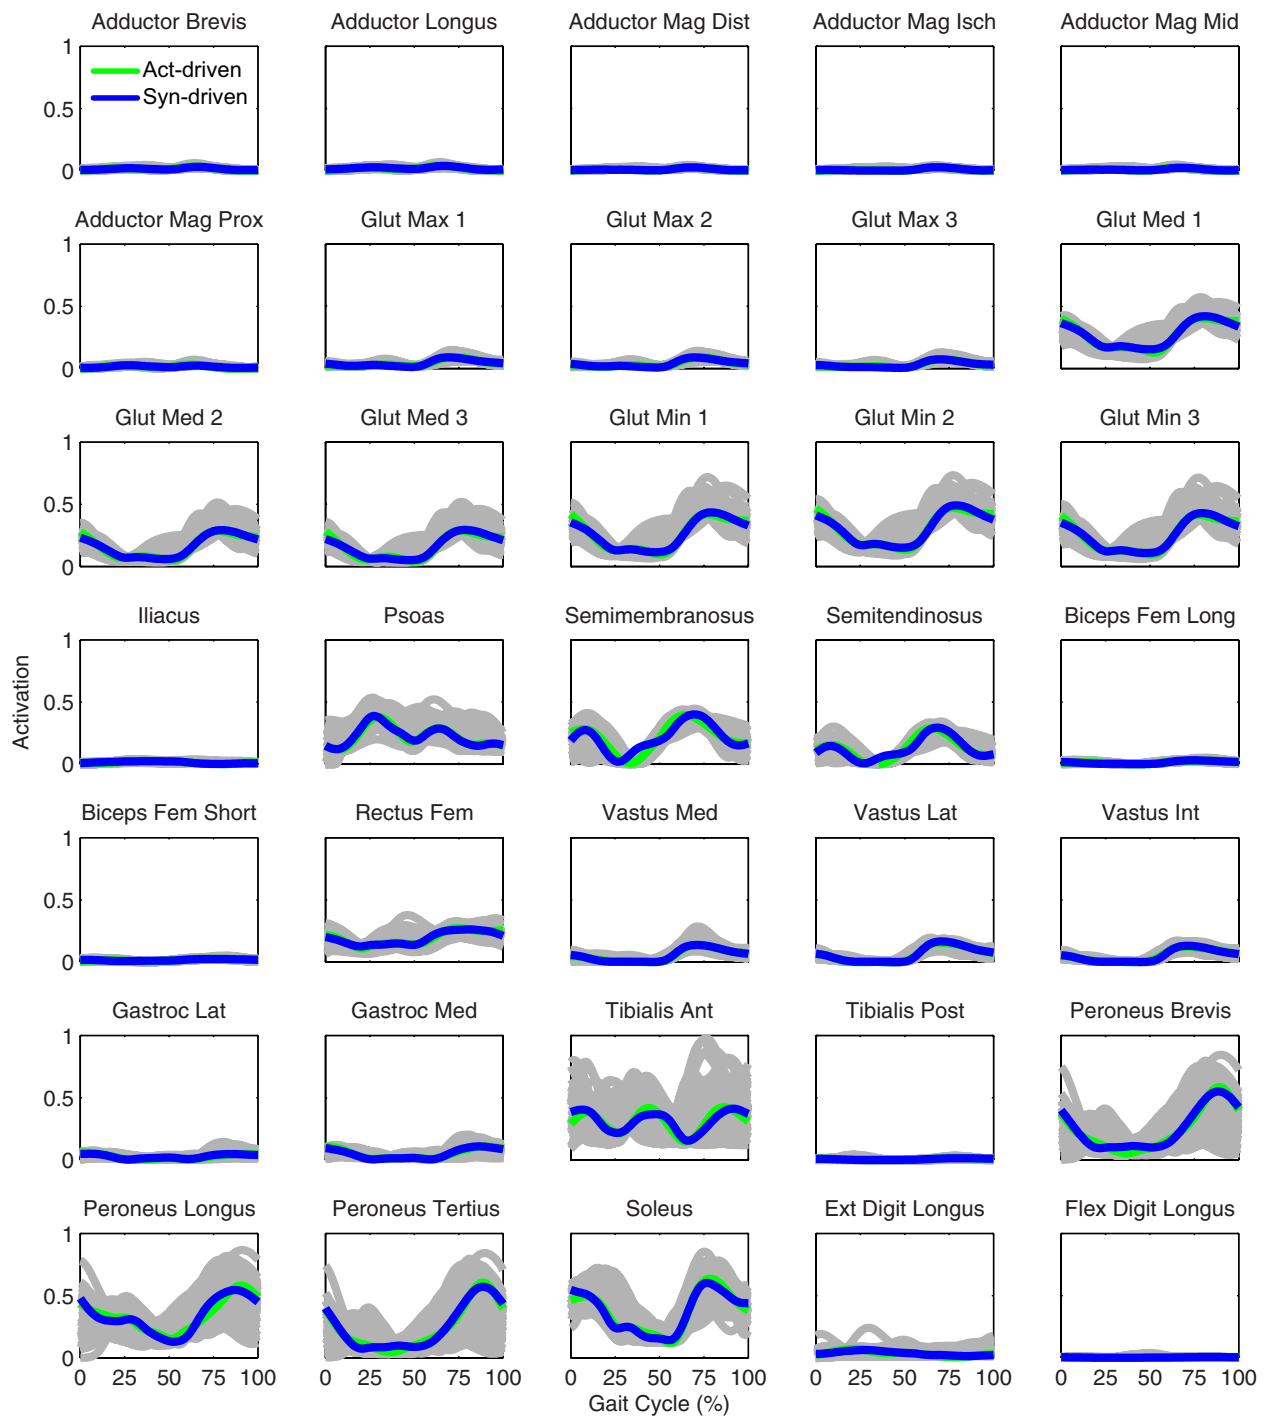 Adductor Brevis Adductor Longus Adductor Mag Dist Adductor Mag Isch Adductor Mag Mid
1
Act-driven
Syn-driven
0.5
0
Adductor Mag Prox Glut Max 1 Glut Max 2 Glut Max 3 Glut Med 1
1
0.5
0
Glut Med 2 Glut Med 3 Glut Min 1 Glut Min 2 Glut Min 3
1
0.5
0
Iliacus Psoas Semimembranosus Semitendinosus Biceps Fem Long
1
0.5
0
Activation
Biceps Fem Short Rectus Fem Vastus Med Vastus Lat Vastus Int
1
0.5
0
Gastroc Lat Gastroc Med Tibialis Ant Tibialis Post Peroneus Brevis
1
0.5
0
Peroneus Longus Peroneus Tertius Soleus Ext Digit Longus Flex Digit Longus
1
0.5
0
0 25 50 75 100 0 25 50 75 100 0 25 50 75 100 0 25 50 75 100 0 25 50 75 100
Gait Cycle (%)